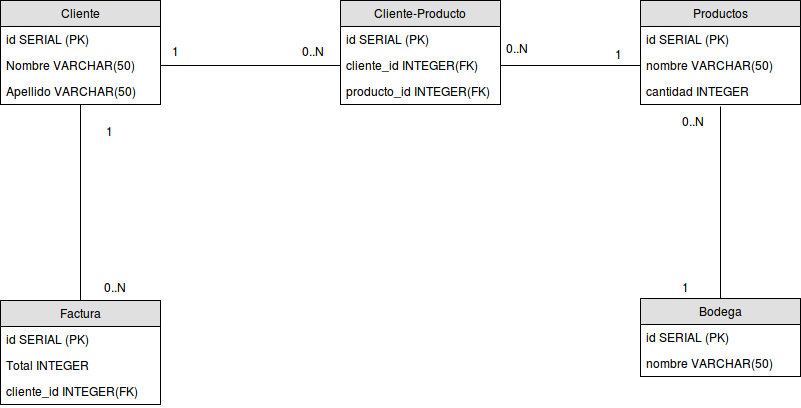 Cliente
id SERIAL (PK)
Nombre VARCHAR(50)
Apellido VARCHAR(50)
1
0..N
Cliente-Producto
id SERIAL (PK)
cliente_id INTEGER(FK)
producto_id INTEGER(FK)
0..N
1
Productos
id SERIAL (PK)
nombre VARCHAR(50)
cantidad INTEGER
1
0..N
0..N
1
Factura
id SERIAL (PK)
Total INTEGER
cliente_id INTEGER(FK)
Bodega
id SERIAL (PK)
nombre VARCHAR(50)